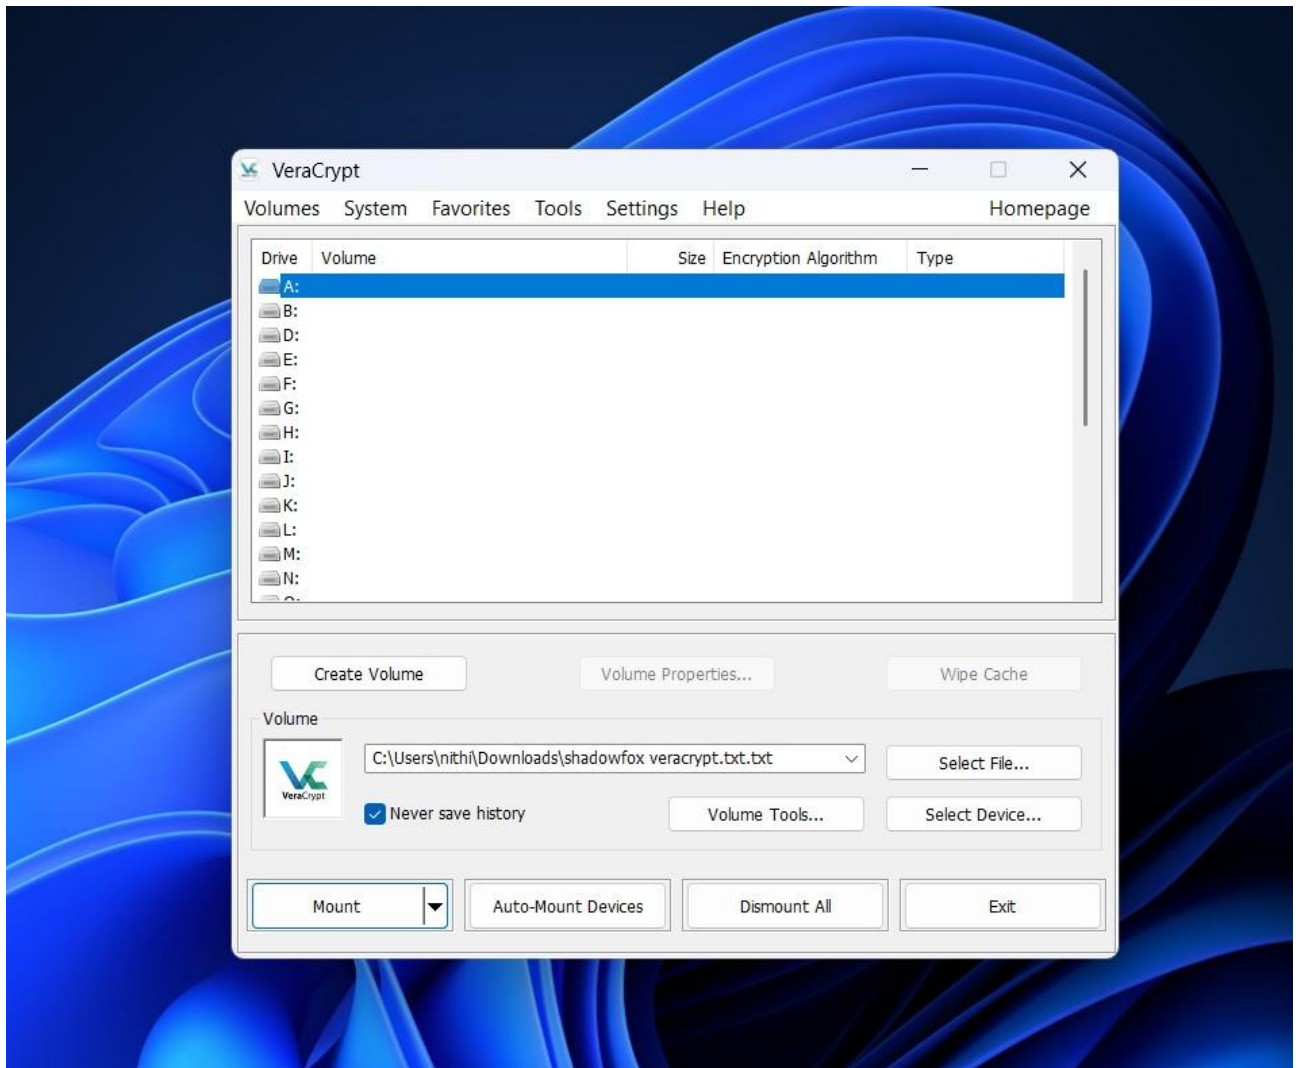 VeraCrypt
Volumes System Favorites Tools Settings Help Homepage
Drive Volume Size Encryption Algorithm Type
A:
B:
D:
E:
F:
G:
H:
I:
J:
K:
L:
M:
N:
Create Volume Volume Properties... Wipe Cache
Volume
VeraCrypt
C:\Users\nithi\Downloads\shadowfox veracrypt.txt.txt Select File...
Never save history Volume Tools... Select Device...
Mount Auto-Mount Devices Dismount All Exit